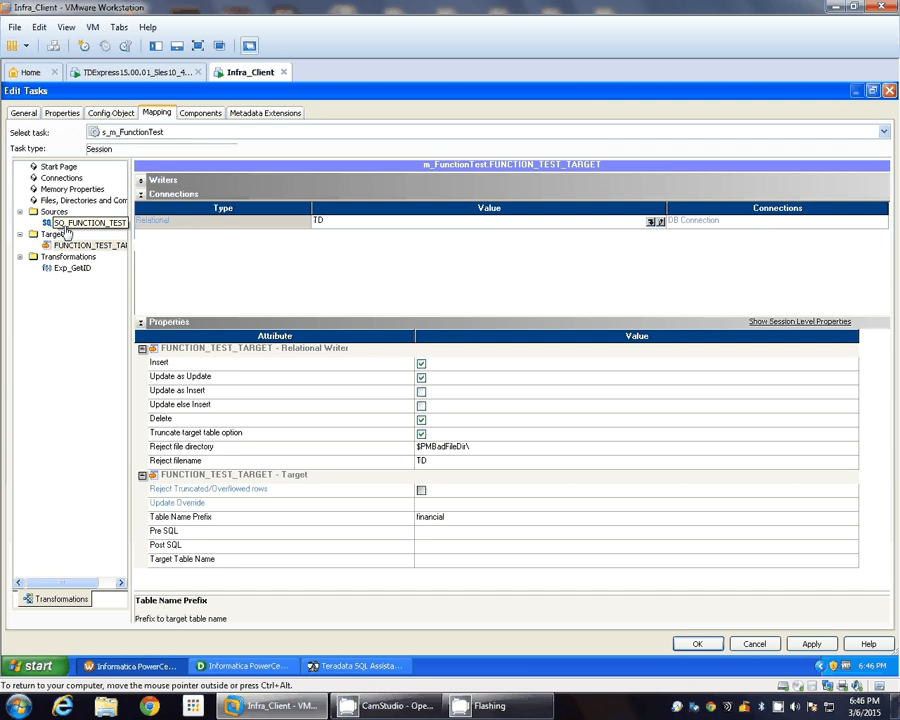 Infra_Client - VMware Workstation
File Edit View VM Tabs Help
Home TDExpress15.00.01_Sles10_4... Infra_Client
Edit Tasks
General Properties Config Object Mapping Components Metadata Extensions
Select task: s_m_FunctionTest
Task type: Session
Start Page
Connections
Memory Properties
Files, Directories and Com
Sources
SQ_FUNCTION_TEST
Target
FUNCTION_TEST_TA
Transformations
Exp_GetID
Transformations
m_FunctionTest.FUNCTION_TEST_TARGET
Writers
Connections
Type Value Connections
Relational TD DB Connection
Properties Show Session Level Properties
Attribute Value
FUNCTION_TEST_TARGET - Relational Writer
Insert
Update as Update
Update as Insert
Update else Insert
Delete
Truncate target table option
Reject file directory $PMBadFileDir\
Reject filename TD
FUNCTION_TEST_TARGET - Target
Reject Truncated/Overflowed rows
Update Override
Table Name Prefix financial
Pre SQL
Post SQL
Target Table Name
Table Name Prefix
Prefix to target table name
OK Cancel Apply Help
start Informatica PowerCe... Informatica PowerCe... Teradata SQL Assista... 6:46 PM
To return to your computer, move the mouse pointer outside or press Ctrl+Alt.
Infra_Client - VM... CamStudio - Ope... Flashing 6:46 PM
3/6/2015